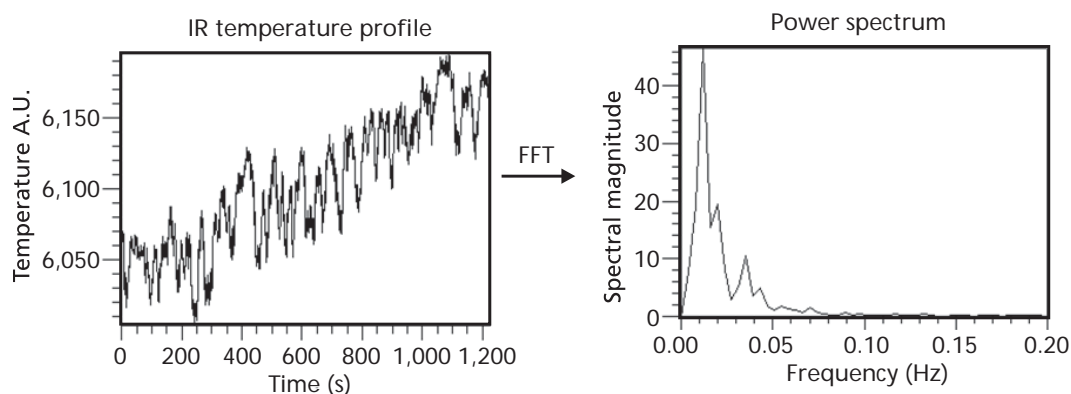 IR temperature profile
Temperature A.U.
6,150
6,100
6,050
0 200 400 600 800 1,000 1,200
Time (s)
FFT
Power spectrum
Spectral magnitude
40
30
20
10
0
0.00 0.05 0.10 0.15 0.20
Frequency (Hz)